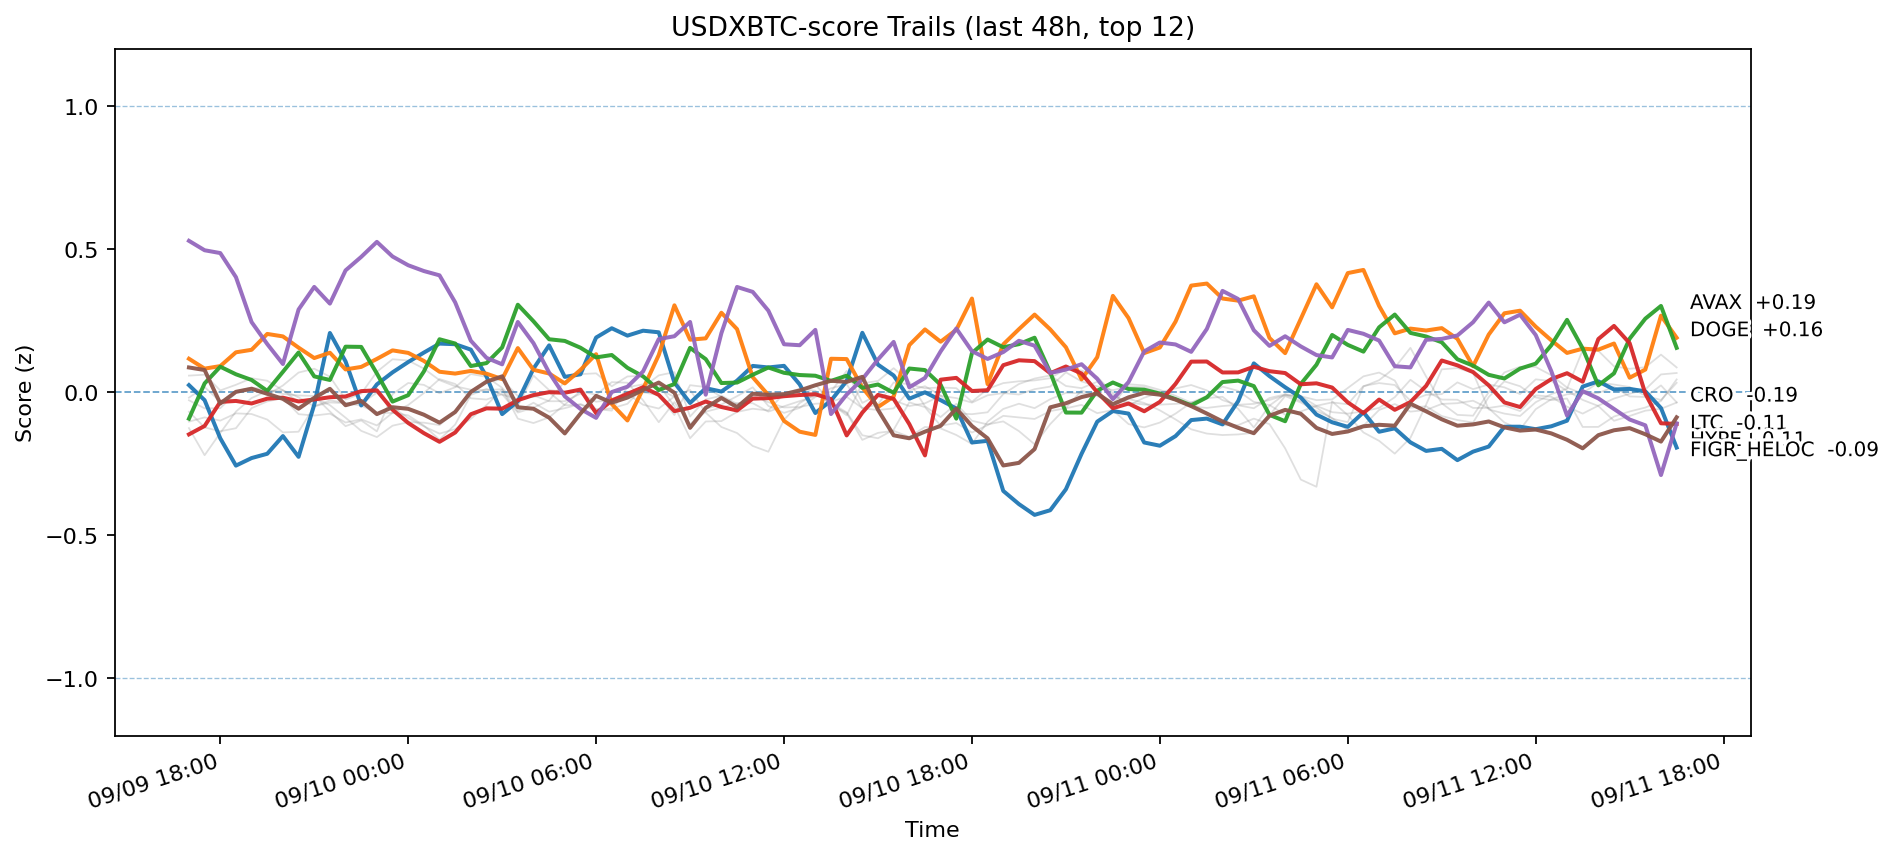 USDXBTC-score Trails (last 48h, top 12)
Score (z)
1.0
0.5
0.0
−0.5
−1.0
AVAX +0.19
DOGE +0.16
CRO -0.19
LTC -0.11
FIGR_HELOC -0.09
09/09 18:00
09/10 00:00
09/10 06:00
09/10 12:00
09/10 18:00
09/11 00:00
09/11 06:00
09/11 12:00
09/11 18:00
Time